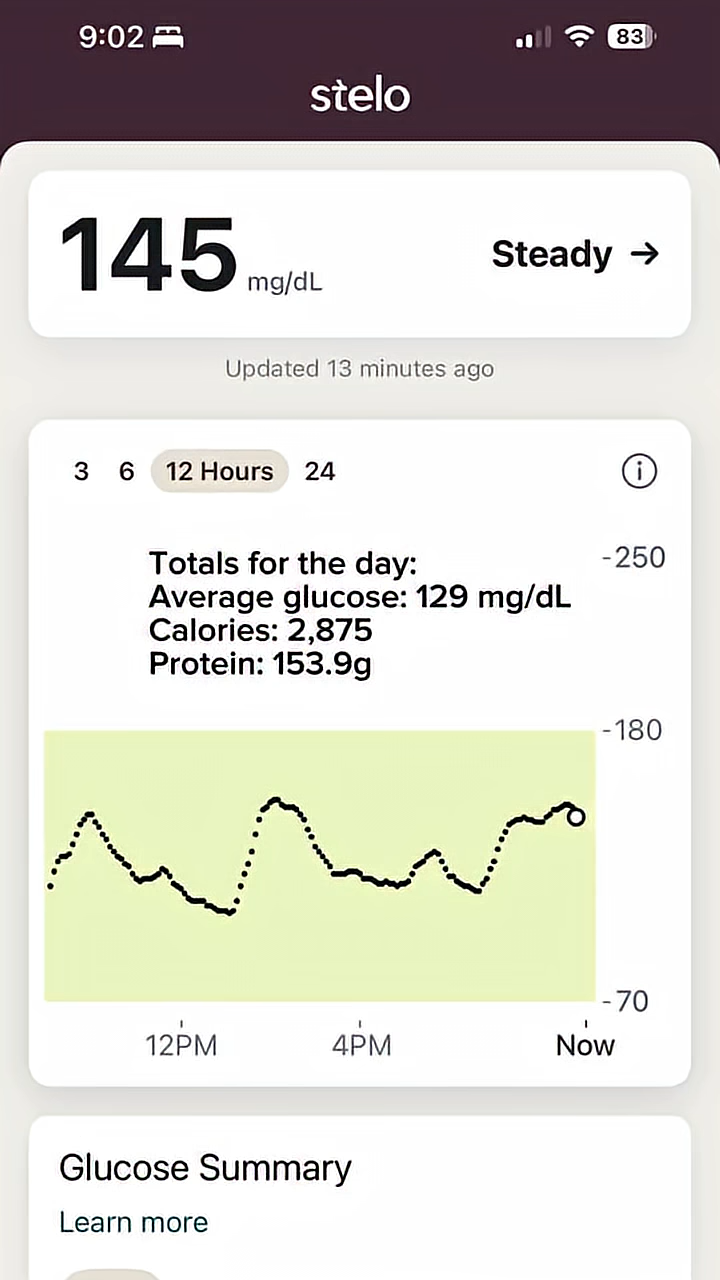 9:02
83
stelo
145 mg/dL
Steady →
Updated 13 minutes ago
3 6 12 Hours 24
Totals for the day:
Average glucose: 129 mg/dL
Calories: 2,875
Protein: 153.9g
-250
-180
-70
12PM 4PM Now
Glucose Summary
Learn more